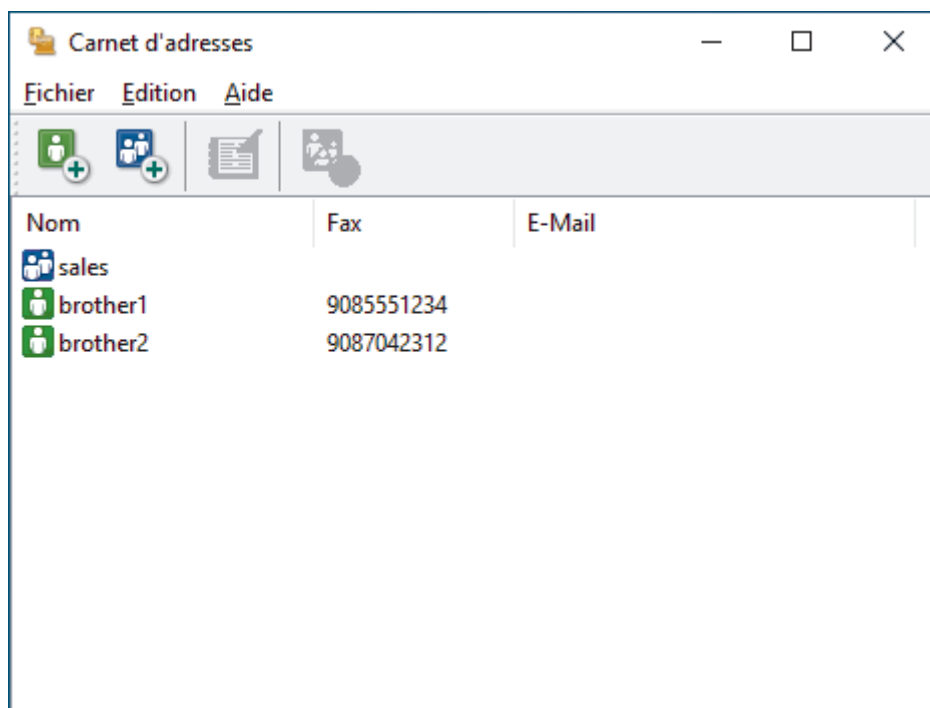 Carnet d'adresses
Fichier Edition Aide
Nom Fax E-Mail
sales
brother1 9085551234
brother2 9087042312